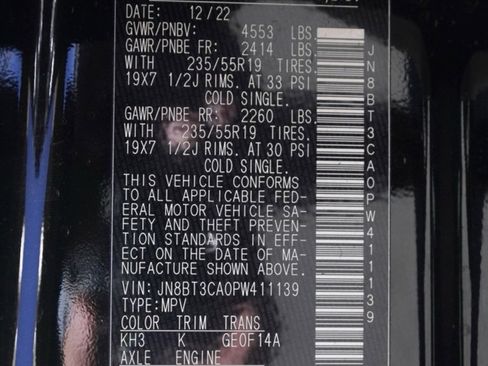 DATE: 12/22
GVWR/PNBV: 4553 LBS.
GAWR/PNBE FR: 2414 LBS.
WITH 235/55R19 TIRES.
19X7 1/2J RIMS. AT 33 PSI
COLD SINGLE.
GAWR/PNBE RR: 2260 LBS.
WITH 235/55R19 TIRES.
19X7 1/2J RIMS. AT 30 PSI
COLD SINGLE.
THIS VEHICLE CONFORMS
TO ALL APPLICABLE FED-
ERAL MOTOR VEHICLE SA-
FETY AND THEFT PREVEN-
TION STANDARDS IN EFF-
ECT ON THE DATE OF MA-
NUFACTURE SHOWN ABOVE.
VIN: JN8BT3CA0PW411139
TYPE: MPV
COLOR TRIM TRANS
KH3 K GE0F14A
AXLE ENGINE
JN8BT3CA0PW411139